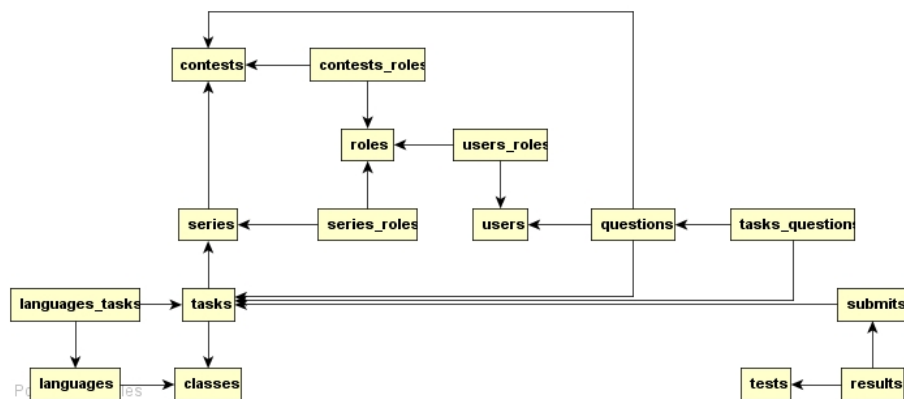 contests
contests_roles
roles
users_roles
series
series_roles
users
questions
tasks_questions
languages_tasks
tasks
submits
languages
classes
tests
results